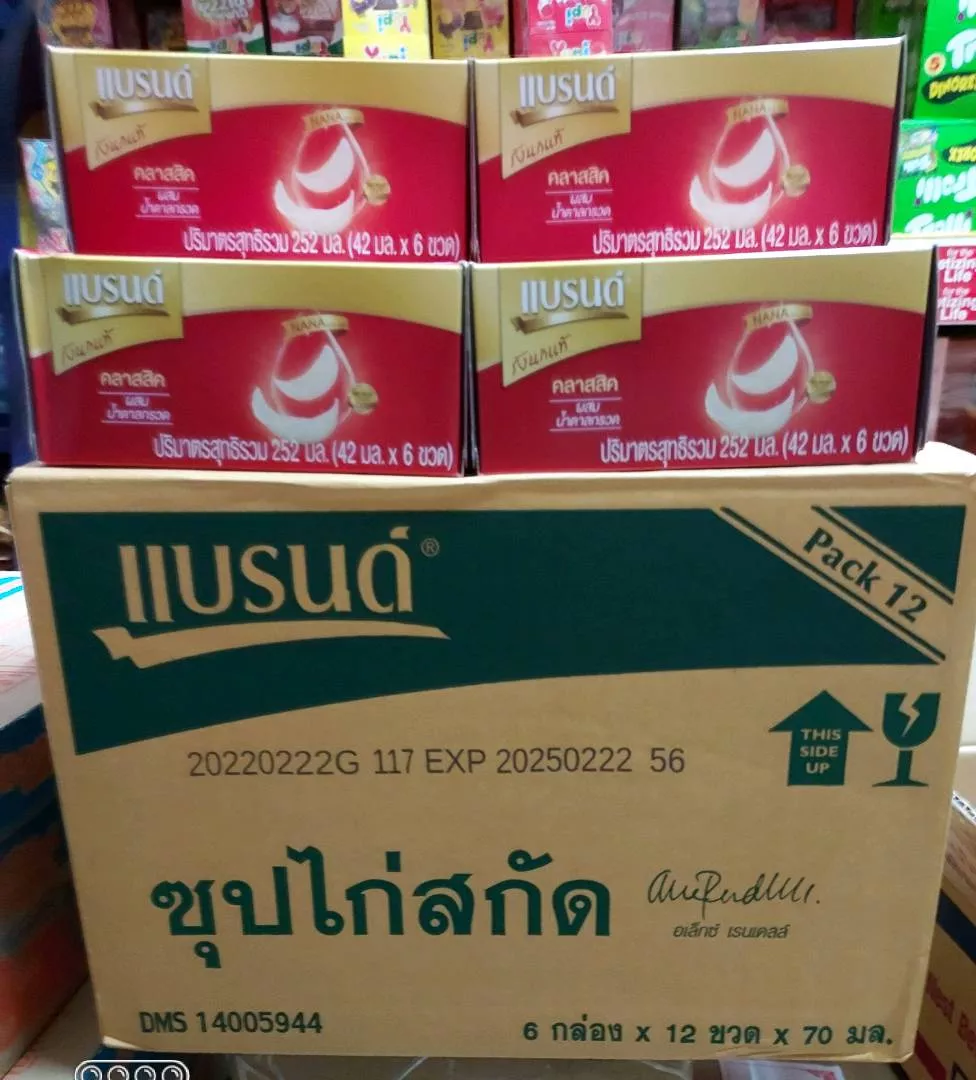 แบรนด์
รังนกแท้
NANA
คลาสสิค
ผสม
น้ำตาลกรวด
ปริมาตรสุทธิรวม 252 มล. (42 มล. x 6 ขวด)
แบรนด์
รังนกแท้
NANA
คลาสสิค
ผสม
น้ำตาลกรวด
ปริมาตรสุทธิรวม 252 มล. (42 มล. x 6 ขวด)
แบรนด์
รังนกแท้
NANA
คลาสสิค
ผสม
น้ำตาลกรวด
ปริมาตรสุทธิรวม 252 มล. (42 มล. x 6 ขวด)
แบรนด์
รังนกแท้
NANA
คลาสสิค
ผสม
น้ำตาลกรวด
ปริมาตรสุทธิรวม 252 มล. (42 มล. x 6 ขวด)
แบรนด์®
Pack 12
THIS
SIDE
UP
20220222G 117 EXP 20250222 56
ซุปไก่สกัด
อเล็กซ์ เรนเดลล์
DMS 14005944
6 กล่อง x 12 ขวด x 70 มล.